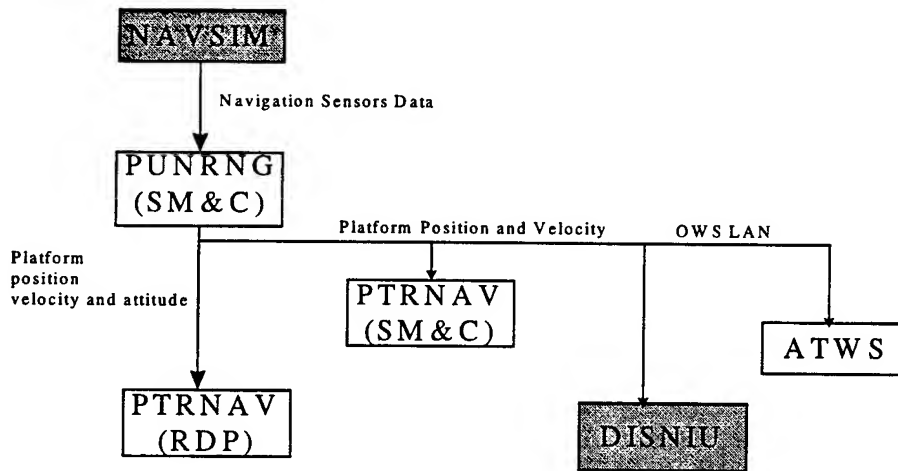 NAVSIM
Navigation Sensors Data
PUNRNG
(SM&C)
Platform Position and Velocity
OWS LAN
Platform
position
velocity and attitude
PTRNAV
(SM&C)
ATWS
PTRNAV
(RDP)
DISNIU